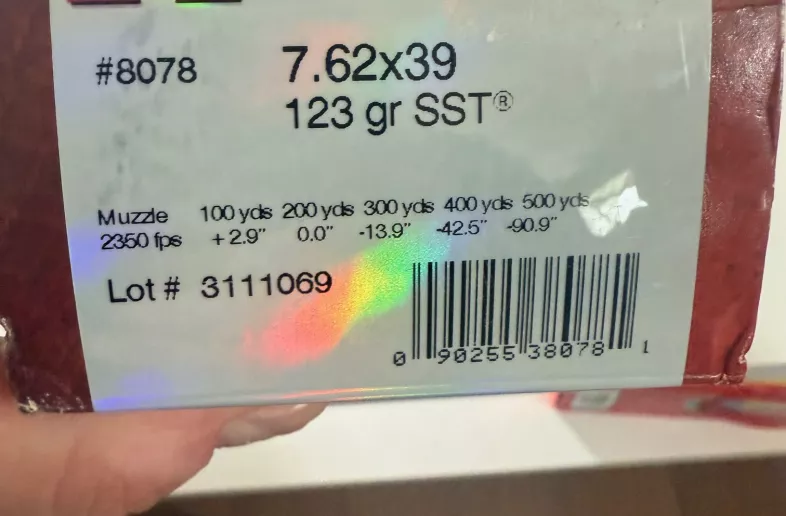 #8078 7.62x39
123 gr SST®
Muzzle 100 yds 200 yds 300 yds 400 yds 500 yds
2350 fps +2.9" 0.0" -13.9" -42.5" -90.9"
Lot # 3111069
0 90255 38078 1